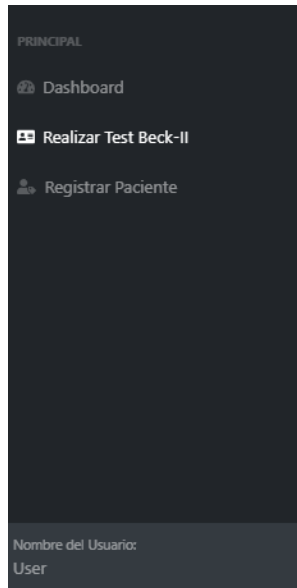 PRINCIPAL
Dashboard
Realizar Test Beck-II
Registrar Paciente
Nombre del Usuario:
User